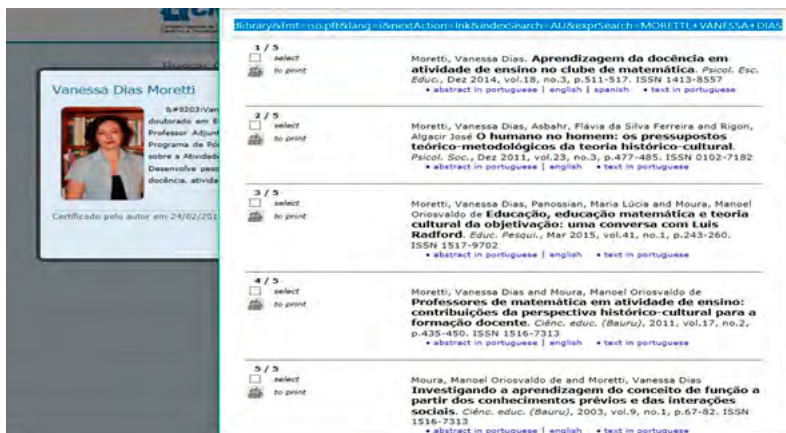 dlibrary&fmt=iso.pft&lang=i&nextAction=lnk&indexSearch=AU&exprSearch=MORETTI,+VANESSA+DIAS
Vanessa Dias Moretti
&#8203;Van
doutorado em E
Professor Adjunt
Programa de Pó
sobre a Atividade
Desenvolve pesq
docência, ativida
Certificado pelo autor em 24/02/201
1 / 5
select
to print
Moretti, Vanessa Dias. Aprendizagem da docência em
atividade de ensino no clube de matemática. Psicol. Esc.
Educ., Dez 2014, vol.18, no.3, p.511-517. ISSN 1413-8557
• abstract in portuguese | english | spanish • text in portuguese
2 / 5
select
to print
Moretti, Vanessa Dias, Asbahr, Flávia da Silva Ferreira and Rigon,
Algacir José O humano no homem: os pressupostos
teórico-metodológicos da teoria histórico-cultural.
Psicol. Soc., Dez 2011, vol.23, no.3, p.477-485. ISSN 0102-7182
• abstract in portuguese | english • text in portuguese
3 / 5
select
to print
Moretti, Vanessa Dias, Panossian, Maria Lúcia and Moura, Manoel
Oriosvaldo de Educação, educação matemática e teoria
cultural da objetivação: uma conversa com Luis
Radford. Educ. Pesqui., Mar 2015, vol.41, no.1, p.243-260.
ISSN 1517-9702
• abstract in portuguese | english • text in portuguese
4 / 5
select
to print
Moretti, Vanessa Dias and Moura, Manoel Oriosvaldo de
Professores de matemática em atividade de ensino:
contribuições da perspectiva histórico-cultural para a
formação docente. Ciênc. educ. (Bauru), 2011, vol.17, no.2,
p.435-450. ISSN 1516-7313
• abstract in portuguese | english • text in portuguese
5 / 5
select
to print
Moura, Manoel Oriosvaldo de and Moretti, Vanessa Dias
Investigando a aprendizagem do conceito de função a
partir dos conhecimentos prévios e das interações
sociais. Ciênc. educ. (Bauru), 2003, vol.9, no.1, p.67-82. ISSN
1516-7313
• abstract in portuguese | english • text in portuguese